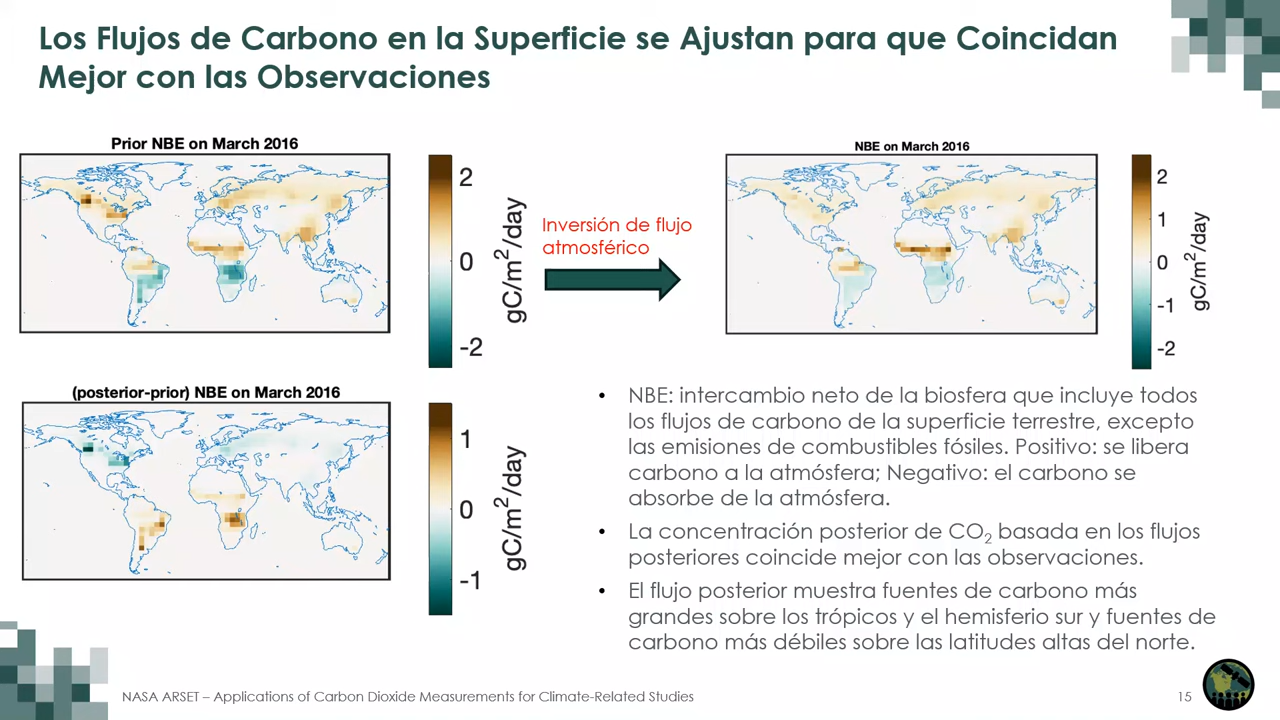 Los Flujos de Carbono en la Superficie se Ajustan para que Coincidan
Mejor con las Observaciones
Prior NBE on March 2016
2
0
-2
gC/m²/day
Inversión de flujo
atmosférico
NBE on March 2016
2
1
0
-1
-2
gC/m²/day
(posterior-prior) NBE on March 2016
1
0
-1
gC/m²/day
• NBE: intercambio neto de la biosfera que incluye todos
los flujos de carbono de la superficie terrestre, excepto
las emisiones de combustibles fósiles. Positivo: se libera
carbono a la atmósfera; Negativo: el carbono se
absorbe de la atmósfera.
• La concentración posterior de CO₂ basada en los flujos
posteriores coincide mejor con las observaciones.
• El flujo posterior muestra fuentes de carbono más
grandes sobre los trópicos y el hemisferio sur y fuentes de
carbono más débiles sobre las latitudes altas del norte.
NASA ARSET – Applications of Carbon Dioxide Measurements for Climate-Related Studies
15